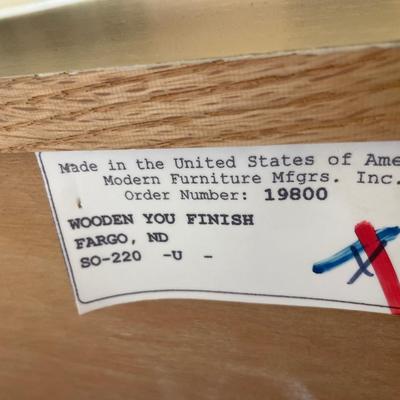 Made in the United States of Ame
Modern Furniture Mfgrs. Inc.
Order Number: 19800
WOODEN YOU FINISH
FARGO, ND
SO-220 -U -